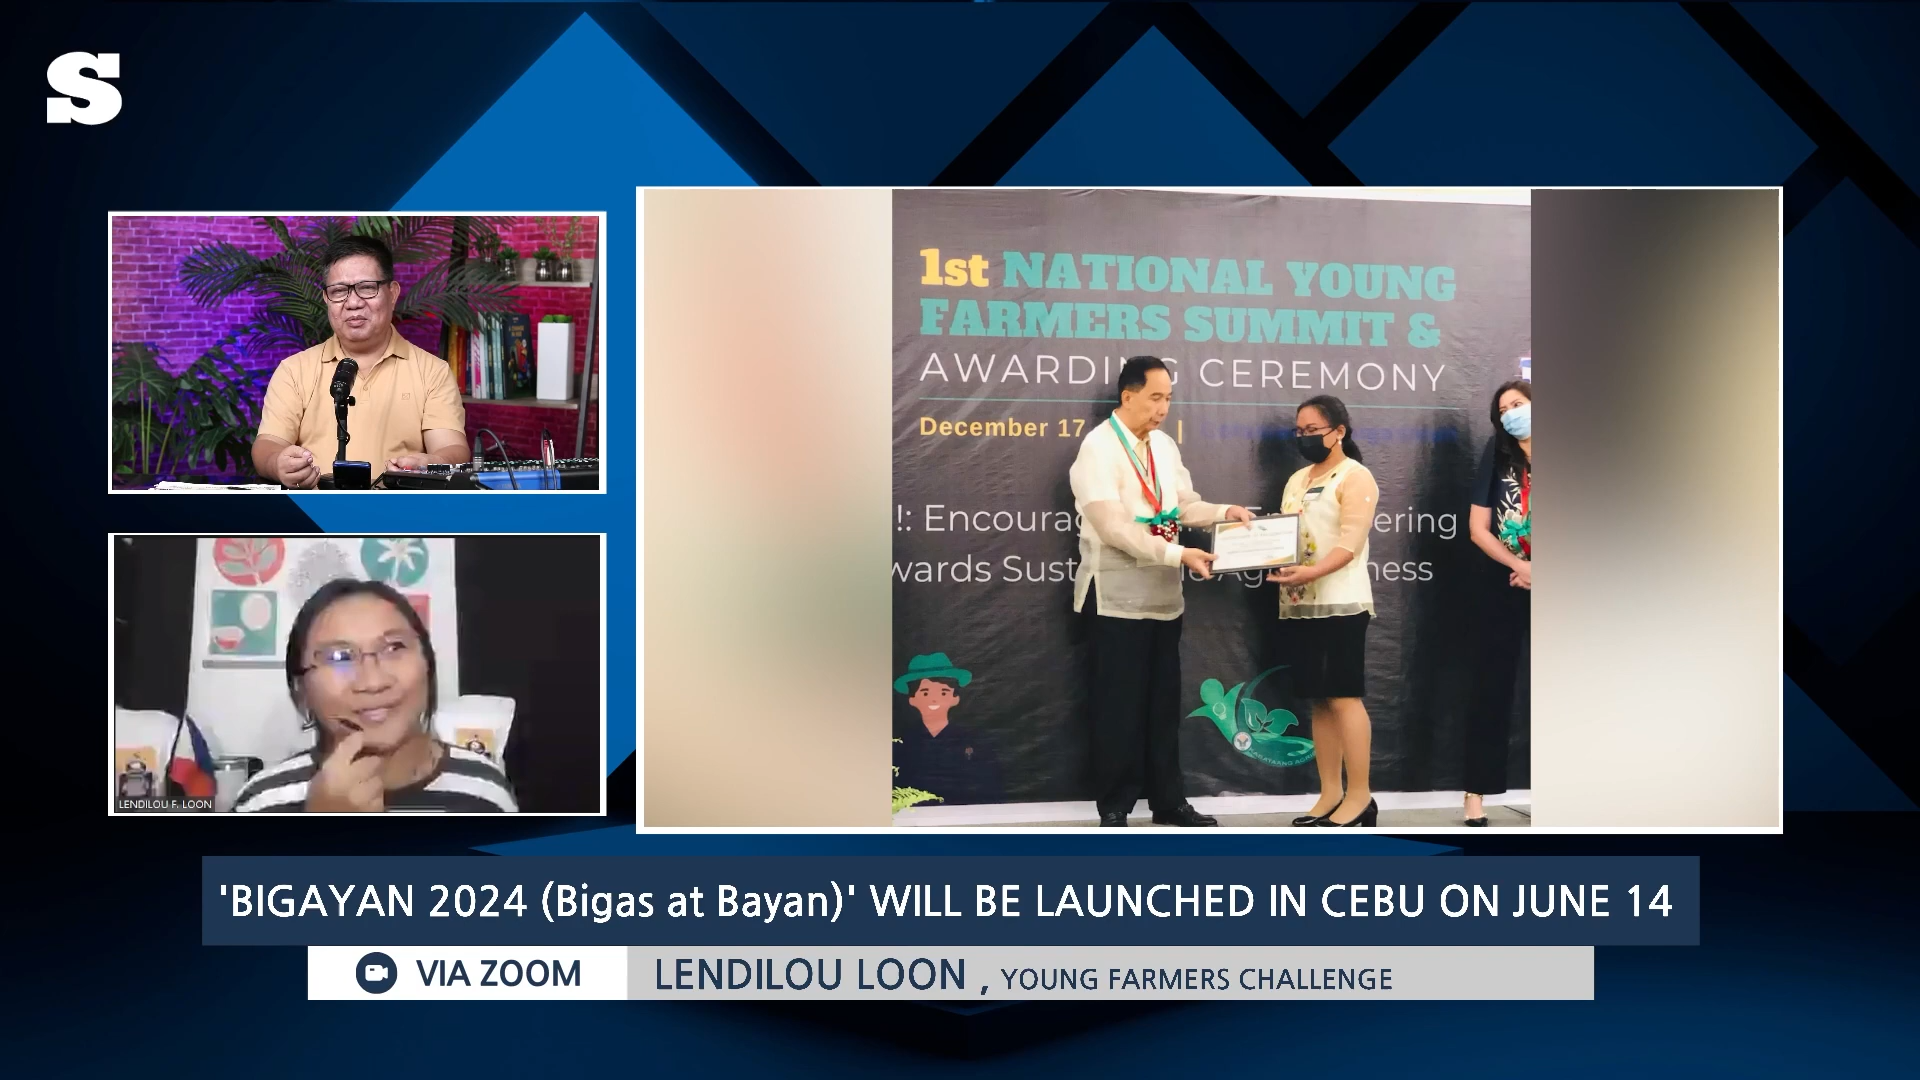 S
1st NATIONAL YOUNG
FARMERS SUMMIT &
AWARDING CEREMONY
December 17 |
!: Encourag ering
wards Sust ness
LENDILOU F. LOON
'BIGAYAN 2024 (Bigas at Bayan)' WILL BE LAUNCHED IN CEBU ON JUNE 14
VIA ZOOM
LENDILOU LOON , YOUNG FARMERS CHALLENGE